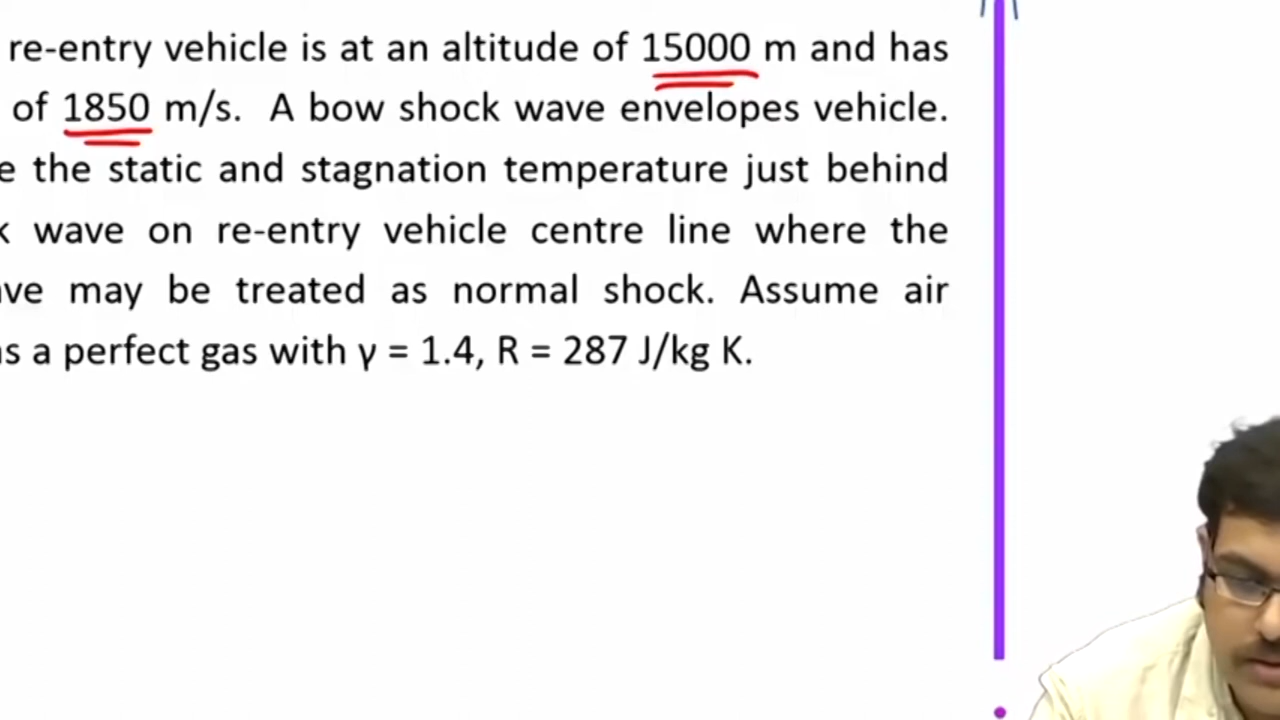 re-entry vehicle is at an altitude of 15000 m and has
of 1850 m/s. A bow shock wave envelopes vehicle.
the static and stagnation temperature just behind
wave on re-entry vehicle centre line where the
may be treated as normal shock. Assume air
a perfect gas with γ = 1.4, R = 287 J/kg K.